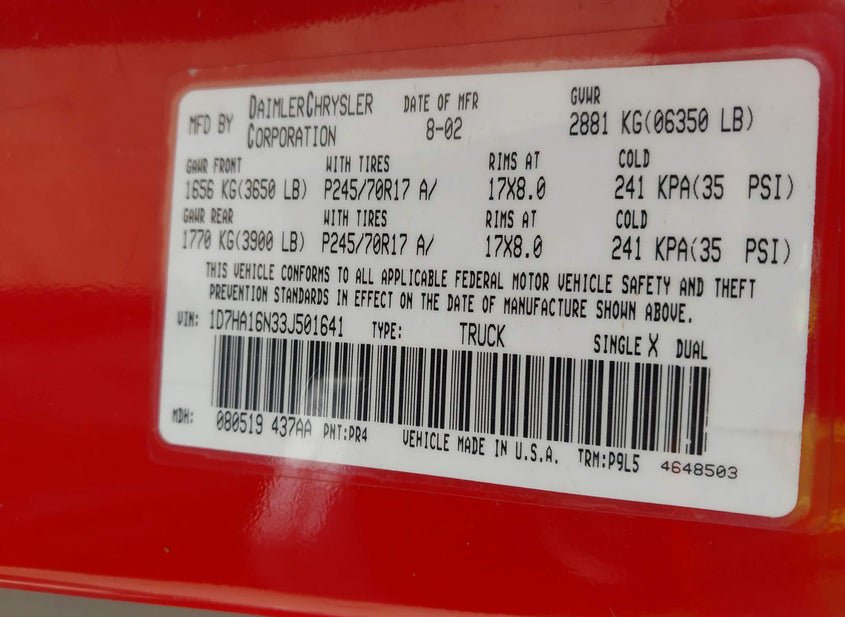 MFD BY DAIMLERCHRYSLER CORPORATION DATE OF MFR 8-02 GVWR 2881 KG(06350 LB)
GAWR FRONT WITH TIRES RIMS AT COLD
1656 KG(3650 LB) P245/70R17 A/ 17X8.0 241 KPA(35 PSI)
GAWR REAR WITH TIRES RIMS AT COLD
1770 KG(3900 LB) P245/70R17 A/ 17X8.0 241 KPA(35 PSI)
THIS VEHICLE CONFORMS TO ALL APPLICABLE FEDERAL MOTOR VEHICLE SAFETY AND THEFT
PREVENTION STANDARDS IN EFFECT ON THE DATE OF MANUFACTURE SHOWN ABOVE.
VIN: 1D7HA16N33J501641 TYPE: TRUCK SINGLE X DUAL
MDH: 080519 437AA PNT:PR4 VEHICLE MADE IN U.S.A. TRM:P9L5 4648503